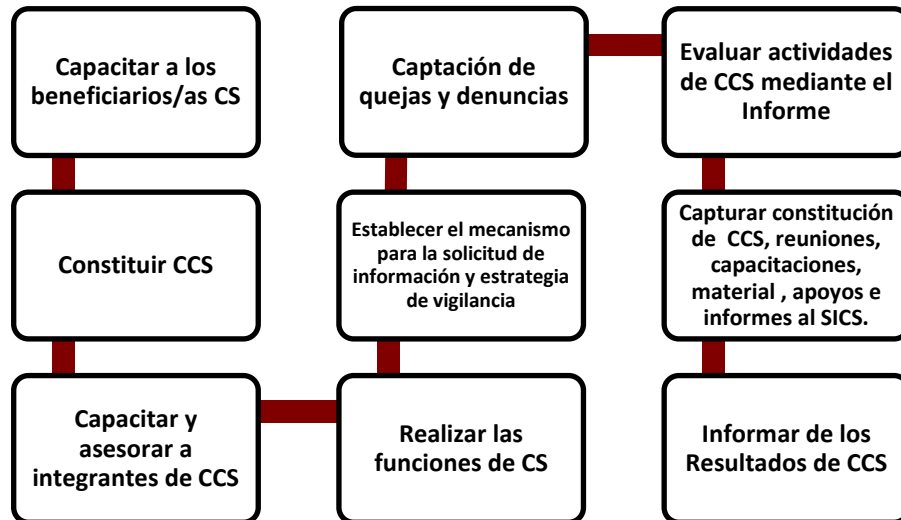 Capacitar a los
beneficiarios/as CS
Constituir CCS
Capacitar y
asesorar a
integrantes de CCS
Realizar las
funciones de CS
Establecer el mecanismo
para la solicitud de
información y estrategia
de vigilancia
Captación de
quejas y denuncias
Evaluar actividades
de CCS mediante el
Informe
Capturar constitución
de CCS, reuniones,
capacitaciones,
material , apoyos e
informes al SICS.
Informar de los
Resultados de CCS